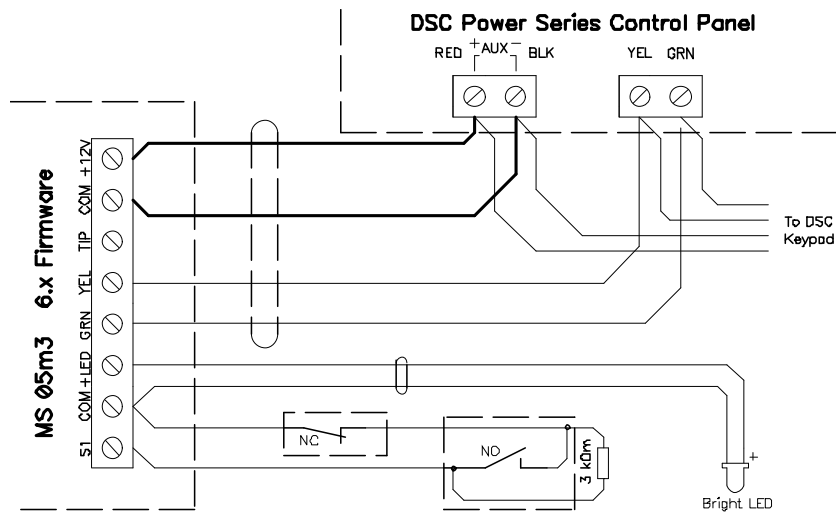 DSC Power Series Control Panel
RED + AUX - BLK
YEL GRN
MS 05m3 6.x Firmware
+12V
COM
TIP
YEL
GRN
+LED
COM
S1
To DSC
Keypad
NC
NO
3 kOm
+
Bright LED